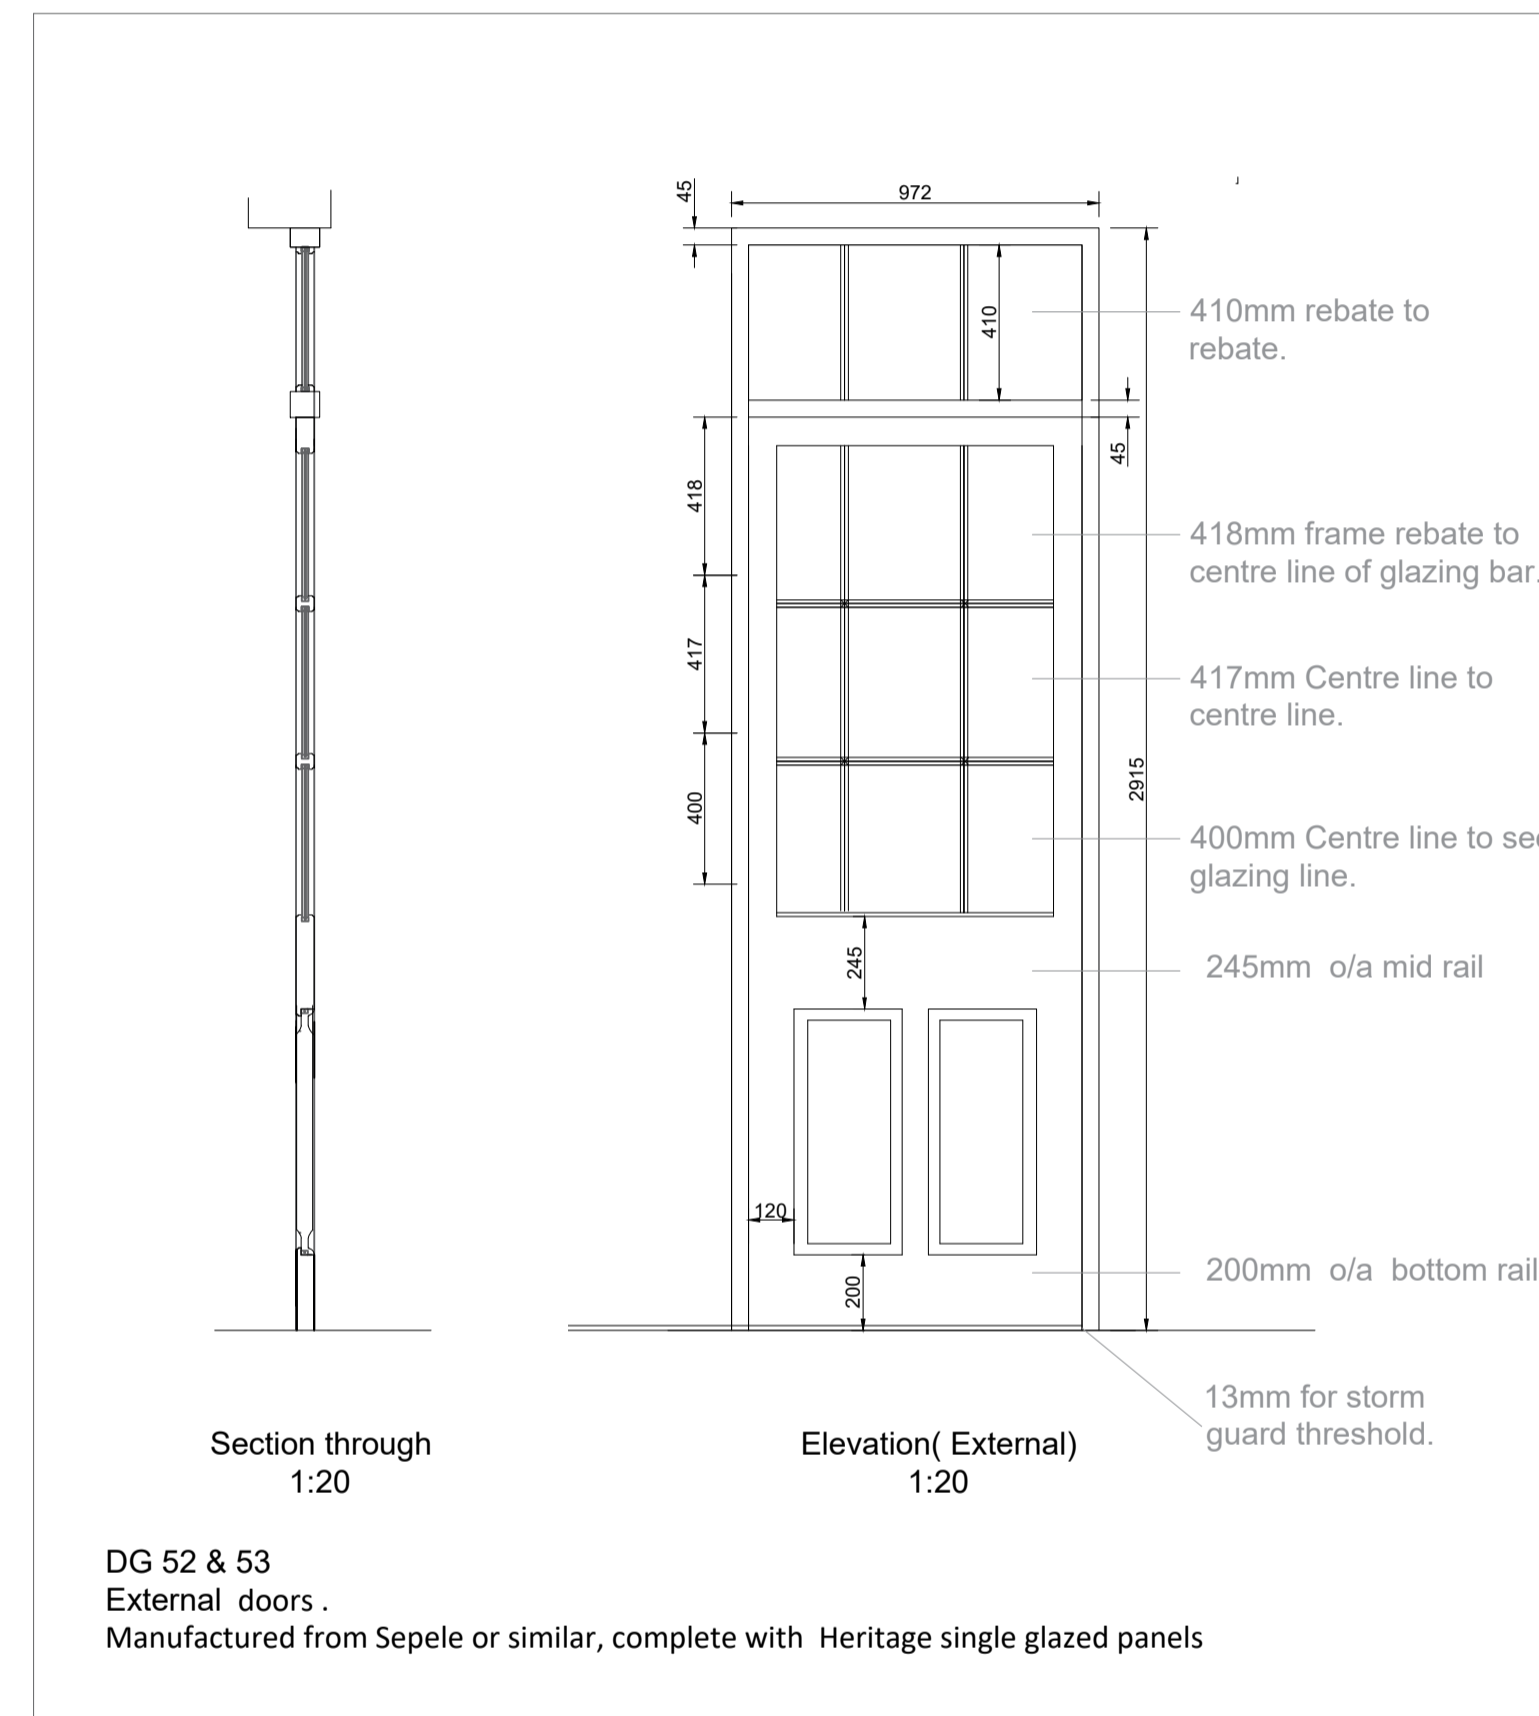 45
972
410
410mm rebate to
rebate.
45
418
418mm frame rebate to
centre line of glazing bar.
417
417mm Centre line to
centre line.
2915
400
400mm Centre line to
glazing line.
245
245mm o/a mid rail
120
200
200mm o/a bottom rail
13mm for storm
guard threshold.
Section through
1:20
Elevation( External)
1:20
DG 52 & 53
External doors .
Manufactured from Sepele or similar, complete with Heritage single glazed panels